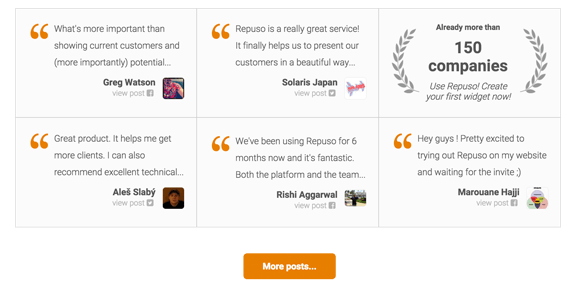 What's more important than
showing current customers and
(more importantly) potential...
Greg Watson
view post
Repuso is a really great service!
It finally helps us to present our
customers in a beautiful way...
Solaris Japan
view post
Already more than
150
companies
Use Repuso! Create
your first widget now!
Great product. It helps me get
more clients. I can also
recommend excellent technical...
Aleš Slabý
view post
We've been using Repuso for 6
months now and it's fantastic.
Both the platform and the team...
Rishi Aggarwal
view post
Hey guys ! Pretty excited to
trying out Repuso on my website
and waiting for the invite ;)
Marouane Hajji
view post
More posts...